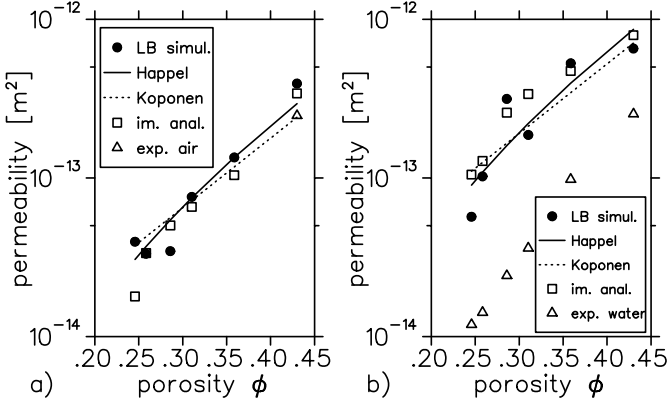 10⁻¹²
LB simul.
Happel
Koponen
im. anal.
exp. air
permeability [m²]
10⁻¹³
10⁻¹⁴
.20 .25 .30 .35 .40 .45
a)
porosity ϕ
10⁻¹²
permeability [m²]
10⁻¹³
LB simul.
Happel
Koponen
im. anal.
exp. water
10⁻¹⁴
.20 .25 .30 .35 .40 .45
b)
porosity ϕ